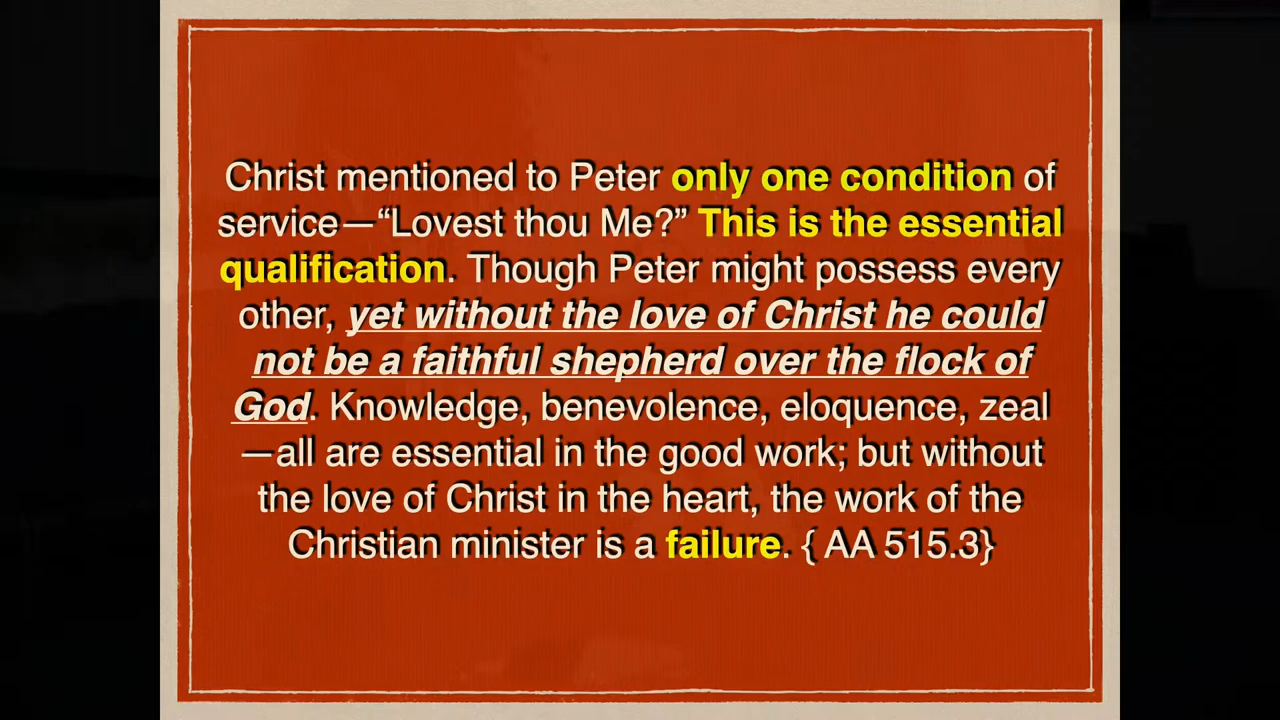 Christ mentioned to Peter only one condition of
service—“Lovest thou Me?” This is the essential
qualification. Though Peter might possess every
other, yet without the love of Christ he could
not be a faithful shepherd over the flock of
God. Knowledge, benevolence, eloquence, zeal
—all are essential in the good work; but without
the love of Christ in the heart, the work of the
Christian minister is a failure. { AA 515.3}